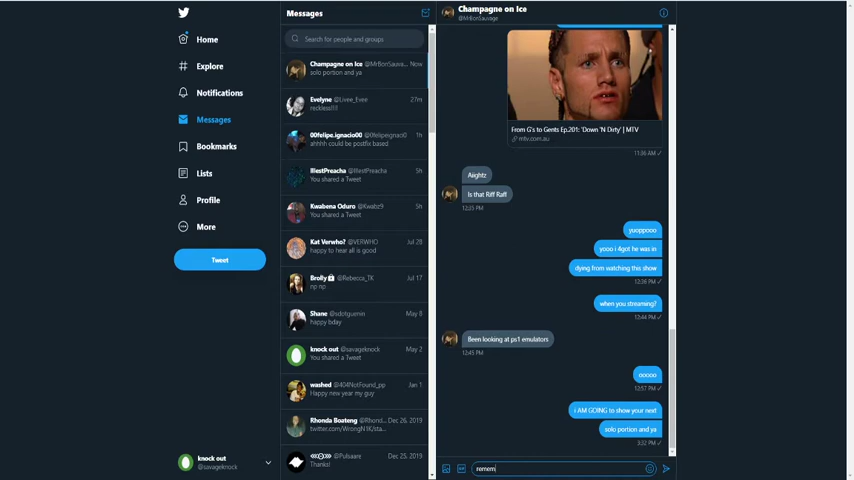 Home
Explore
Notifications
Messages
Bookmarks
Lists
Profile
More
Tweet
knock out
@savageknock
Messages
Search for people and groups
Champagne on Ice @MrBonSauva... Now
solo portion and ya
Evelyne @Livee_Evee 27m
reckless!!!!
00felipe.ignacio00 @0felipeignaci0 1h
ahhhh could be postfix based
IllestPreacha @IllestPreacha 5h
You shared a Tweet
Kwabena Oduro @Kwabz9 5h
You shared a Tweet
Kat Verwho? @VERWHO Jul 28
happy to hear all is good
Brolly @Rebecca_TK Jul 17
np np
Shane @sdotgumin May 8
happy bday
knock out @savageknock May 2
You shared a Tweet
washed @404NotFound_pp Jan 1
Happy new year my guy
Rhonda Boateng @Rhond... Dec 26, 2019
twitter.com/WrongN1K/sta...
@Pulsaare Dec 25, 2019
Thanks!
Champagne on Ice
@MrBonSauvage
From G's to Gents Ep.201: 'Down 'N Dirty' | MTV
mtv.com.au
11:36 AM
Aiightz
Is that Riff Raff
12:35 PM
yuoppooo
yooo i 4got he was in
dying from watching this show
12:36 PM
when you streaming?
12:44 PM
Been looking at ps1 emulators
12:45 PM
ooooo
12:57 PM
i AM GOING to show your next
solo portion and ya
3:22 PM
GIF
remem